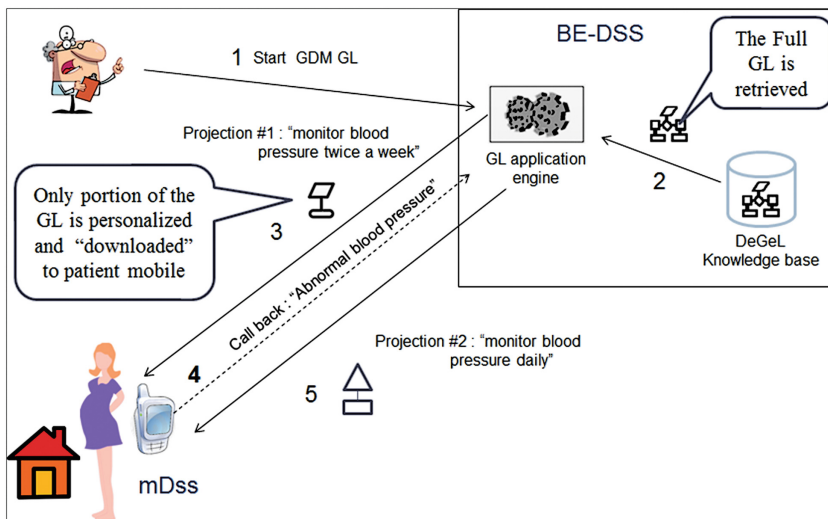 BE-DSS
1 Start GDM GL
The Full
GL is
retrieved
Projection #1 : “monitor blood
pressure twice a week”
GL application
engine
2
DeGeL
Knowledge base
Only portion of the
GL is personalized
and “downloaded”
to patient mobile
3
Call back : “Abnormal blood pressure”
4
Projection #2 : “monitor blood
pressure daily”
5
mDss